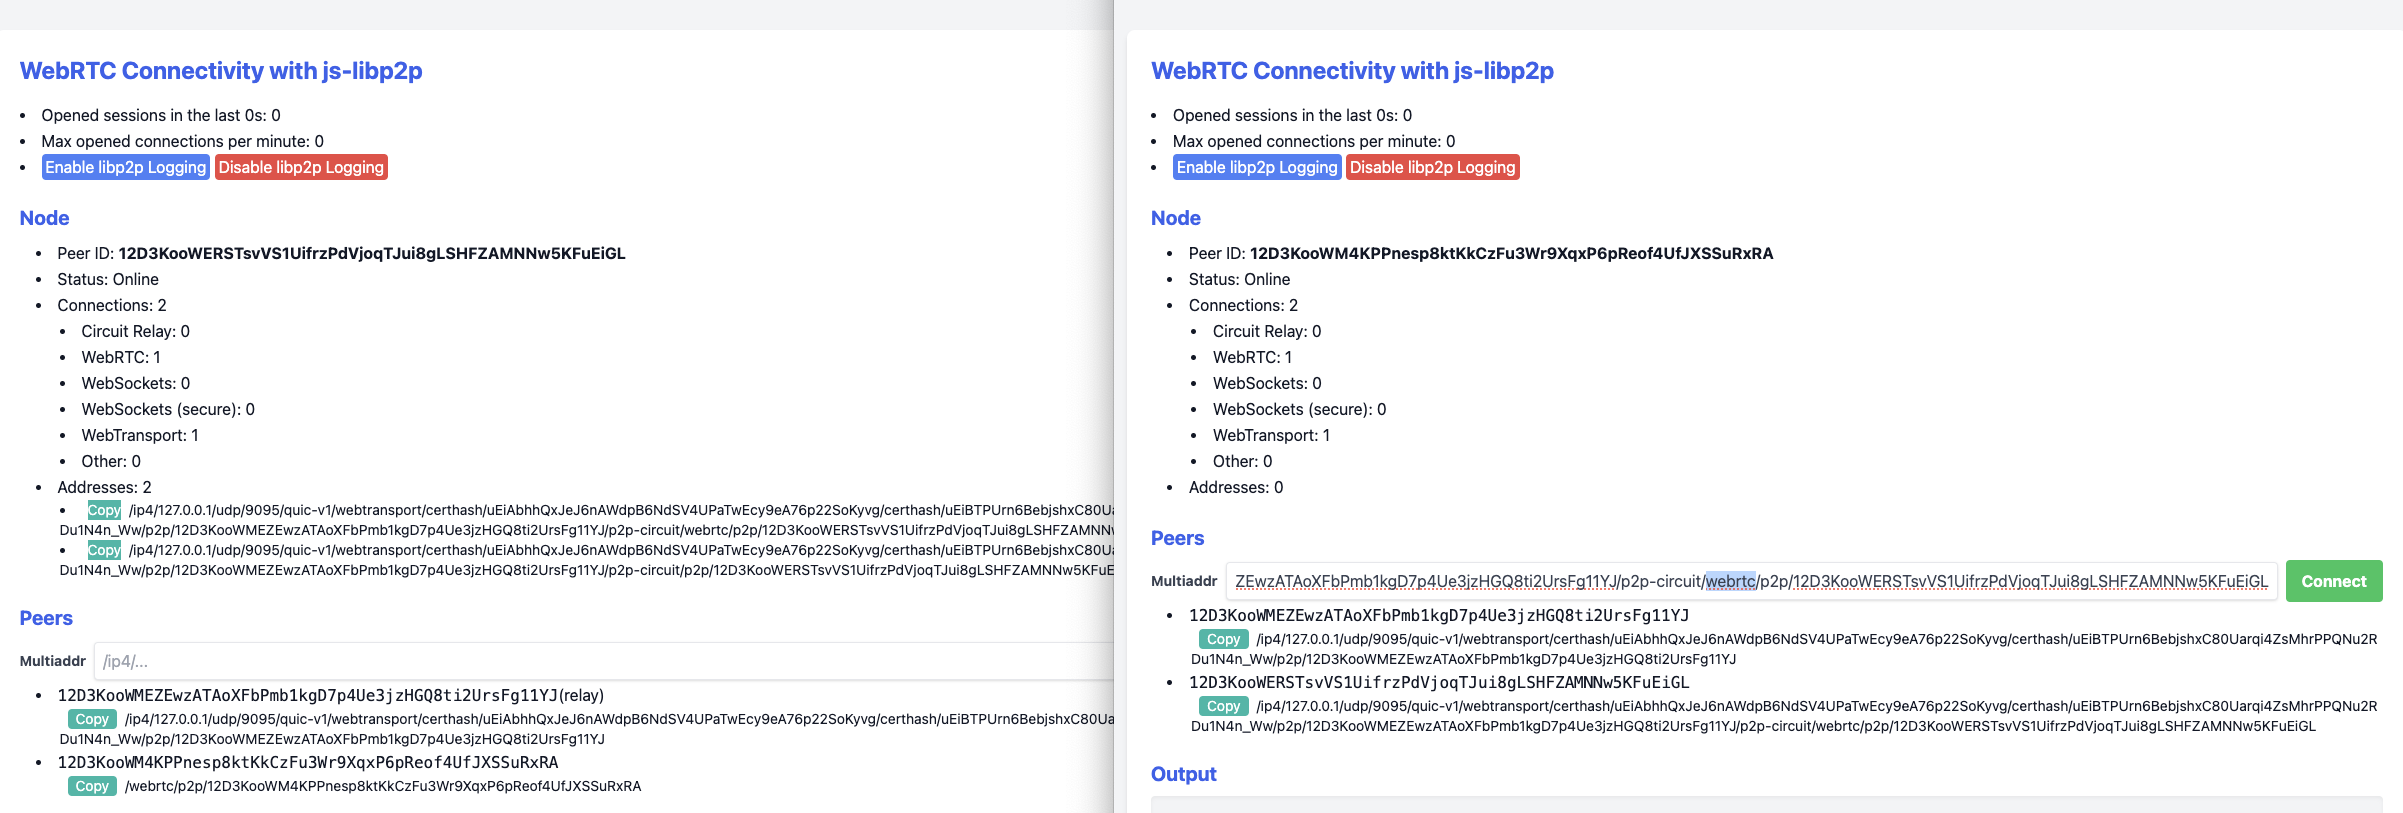 WebRTC Connectivity with js-libp2p
Opened sessions in the last 0s: 0
Max opened connections per minute: 0
Enable libp2p Logging Disable libp2p Logging
Node
Peer ID: 12D3KooWERSTsvVS1UifrzPdVjoqTJui8gLSHFZAMNNw5KFuEiGL
Status: Online
Connections: 2
Circuit Relay: 0
WebRTC: 1
WebSockets: 0
WebSockets (secure): 0
WebTransport: 1
Other: 0
Addresses: 2
Copy /ip4/127.0.0.1/udp/9095/quic-v1/webtransport/certhash/uEiAbhhQxJeJ6nAWdpB6NdSV4UPaTwEcy9eA76p22SoKyvg/certhash/uEiBTPUrn6BebjshxC80Ua
Du1N4n_Ww/p2p/12D3KooWMEZEwzATAoXFbPmb1kgD7p4Ue3jzHGQ8ti2UrsFg11YJ/p2p-circuit/webrtc/p2p/12D3KooWERSTsvVS1UifrzPdVjoqTJui8gLSHFZAMNNw
Copy /ip4/127.0.0.1/udp/9095/quic-v1/webtransport/certhash/uEiAbhhQxJeJ6nAWdpB6NdSV4UPaTwEcy9eA76p22SoKyvg/certhash/uEiBTPUrn6BebjshxC80Ua
Du1N4n_Ww/p2p/12D3KooWMEZEwzATAoXFbPmb1kgD7p4Ue3jzHGQ8ti2UrsFg11YJ/p2p-circuit/p2p/12D3KooWERSTsvVS1UifrzPdVjoqTJui8gLSHFZAMNNw5KFuE
Peers
Multiaddr /ip4/...
12D3KooWMEZEwzATAoXFbPmb1kgD7p4Ue3jzHGQ8ti2UrsFg11YJ(relay)
Copy /ip4/127.0.0.1/udp/9095/quic-v1/webtransport/certhash/uEiAbhhQxJeJ6nAWdpB6NdSV4UPaTwEcy9eA76p22SoKyvg/certhash/uEiBTPUrn6BebjshxC80Ua
Du1N4n_Ww/p2p/12D3KooWMEZEwzATAoXFbPmb1kgD7p4Ue3jzHGQ8ti2UrsFg11YJ
12D3KooWM4KPPnesp8ktKkCzFu3Wr9XqxP6pReof4UfJXSSuRxRA
Copy /webrtc/p2p/12D3KooWM4KPPnesp8ktKkCzFu3Wr9XqxP6pReof4UfJXSSuRxRA
WebRTC Connectivity with js-libp2p
Opened sessions in the last 0s: 0
Max opened connections per minute: 0
Enable libp2p Logging Disable libp2p Logging
Node
Peer ID: 12D3KooWM4KPPnesp8ktKkCzFu3Wr9XqxP6pReof4UfJXSSuRxRA
Status: Online
Connections: 2
Circuit Relay: 0
WebRTC: 1
WebSockets: 0
WebSockets (secure): 0
WebTransport: 1
Other: 0
Addresses: 0
Peers
Multiaddr ZEwzATAoXFbPmb1kgD7p4Ue3jzHGQ8ti2UrsFg11YJ/p2p-circuit/webrtc/p2p/12D3KooWERSTsvVS1UifrzPdVjoqTJui8gLSHFZAMNNw5KFuEiGL Connect
12D3KooWMEZEwzATAoXFbPmb1kgD7p4Ue3jzHGQ8ti2UrsFg11YJ
Copy /ip4/127.0.0.1/udp/9095/quic-v1/webtransport/certhash/uEiAbhhQxJeJ6nAWdpB6NdSV4UPaTwEcy9eA76p22SoKyvg/certhash/uEiBTPUrn6BebjshxC80Uarqi4ZsMhrPPQNu2R
Du1N4n_Ww/p2p/12D3KooWMEZEwzATAoXFbPmb1kgD7p4Ue3jzHGQ8ti2UrsFg11YJ
12D3KooWERSTsvVS1UifrzPdVjoqTJui8gLSHFZAMNNw5KFuEiGL
Copy /ip4/127.0.0.1/udp/9095/quic-v1/webtransport/certhash/uEiAbhhQxJeJ6nAWdpB6NdSV4UPaTwEcy9eA76p22SoKyvg/certhash/uEiBTPUrn6BebjshxC80Uarqi4ZsMhrPPQNu2R
Du1N4n_Ww/p2p/12D3KooWMEZEwzATAoXFbPmb1kgD7p4Ue3jzHGQ8ti2UrsFg11YJ/p2p-circuit/webrtc/p2p/12D3KooWERSTsvVS1UifrzPdVjoqTJui8gLSHFZAMNNw5KFuEiGL
Output